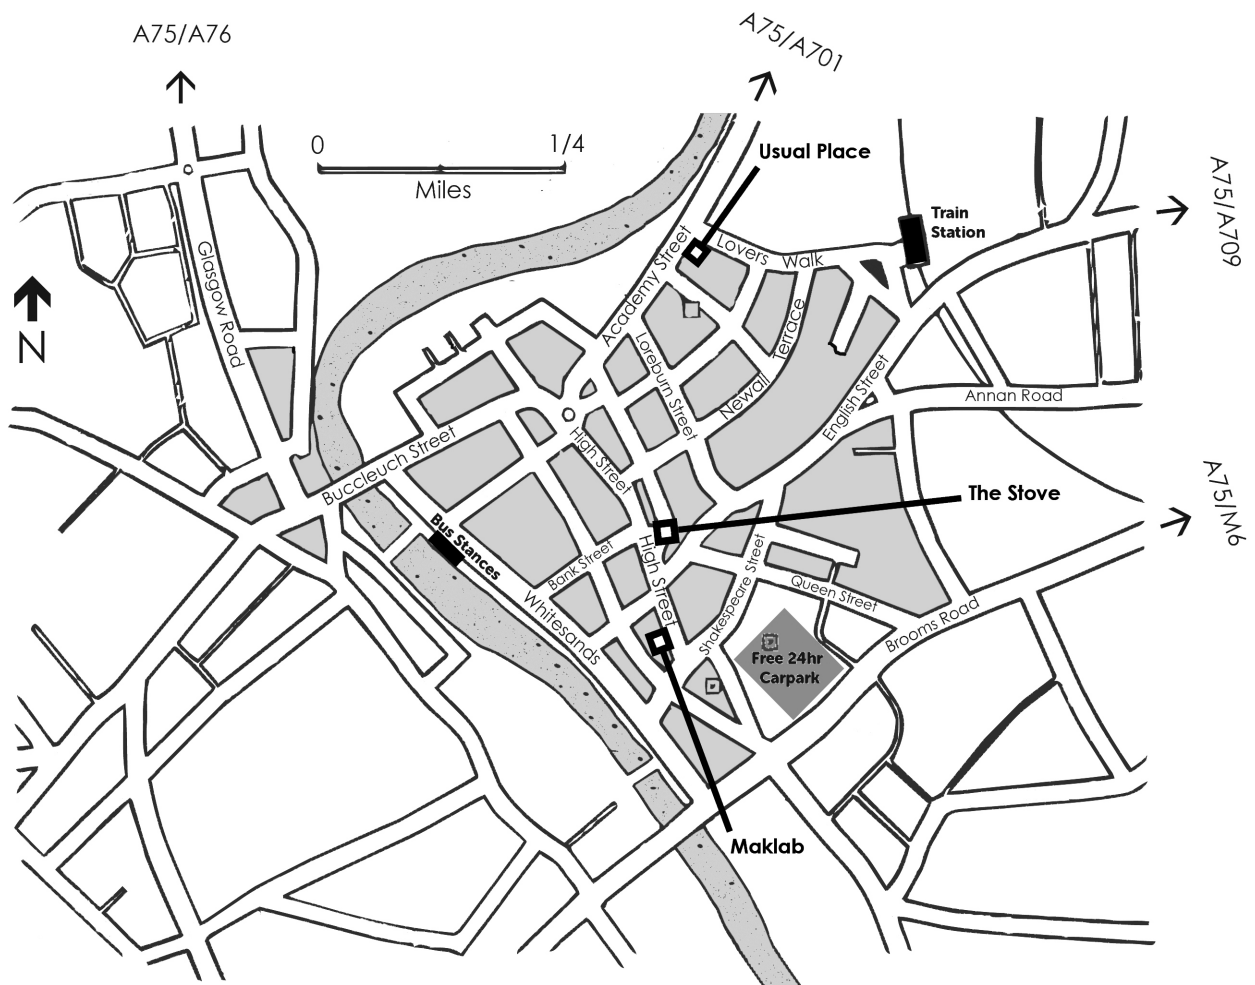 A75/A76
A75/A701
0
1/4
Miles
Usual Place
Train
Station
A75/A709
N
Glasgow Road
Academy Street
Lovers Walk
Loreburn Street
Newall Terrace
English Street
Annan Road
Buccleuch Street
High Street
The Stove
A75/M6
Bus Stances
Bank Street
High Street
Whitesands
Shakespeare Street
Queen Street
Brooms Road
Free 24hr
Carpark
Maklab